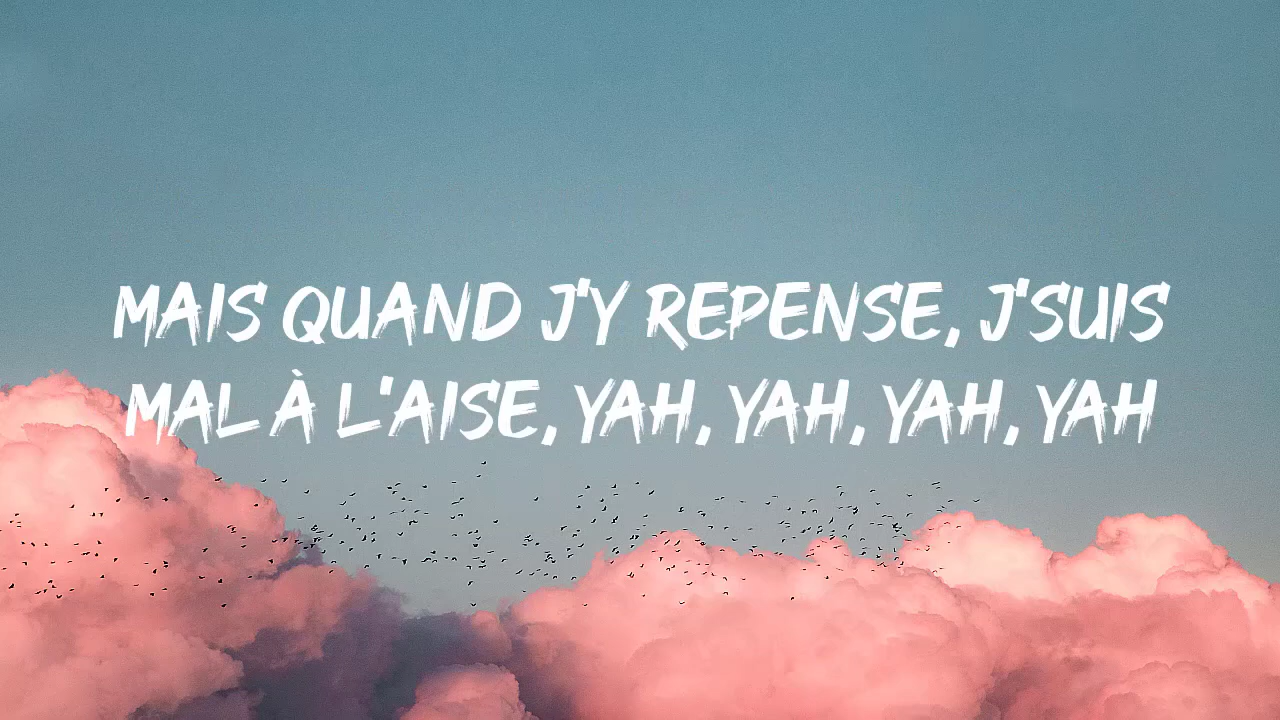 MAIS QUAND J'Y REPENSE, J'SUIS
MAL À L'AISE, YAH, YAH, YAH, YAH